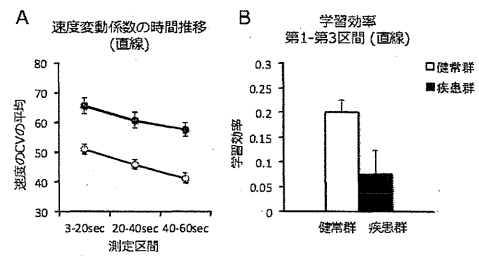 A
速度変動係数の時間推移
(直線)
速度のCVの平均
80
70
60
50
40
30
3-20sec
20-40sec
40-60sec
測定区間
B
学習効率
第1-第3区間 (直線)
健常群
疾患群
学習効率
0.3
0.2
0.2
0.1
0.1
0.05
0
健常群
疾患群